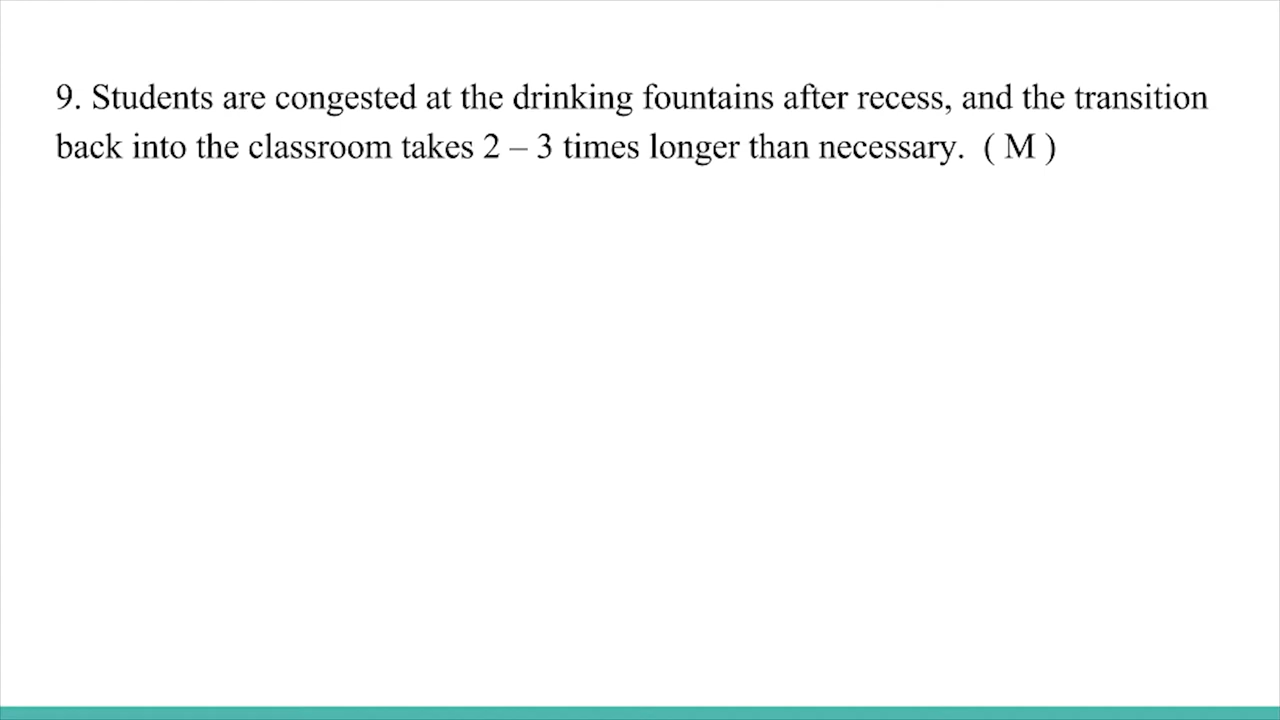 9. Students are congested at the drinking fountains after recess, and the transition
back into the classroom takes 2 – 3 times longer than necessary.  ( M )